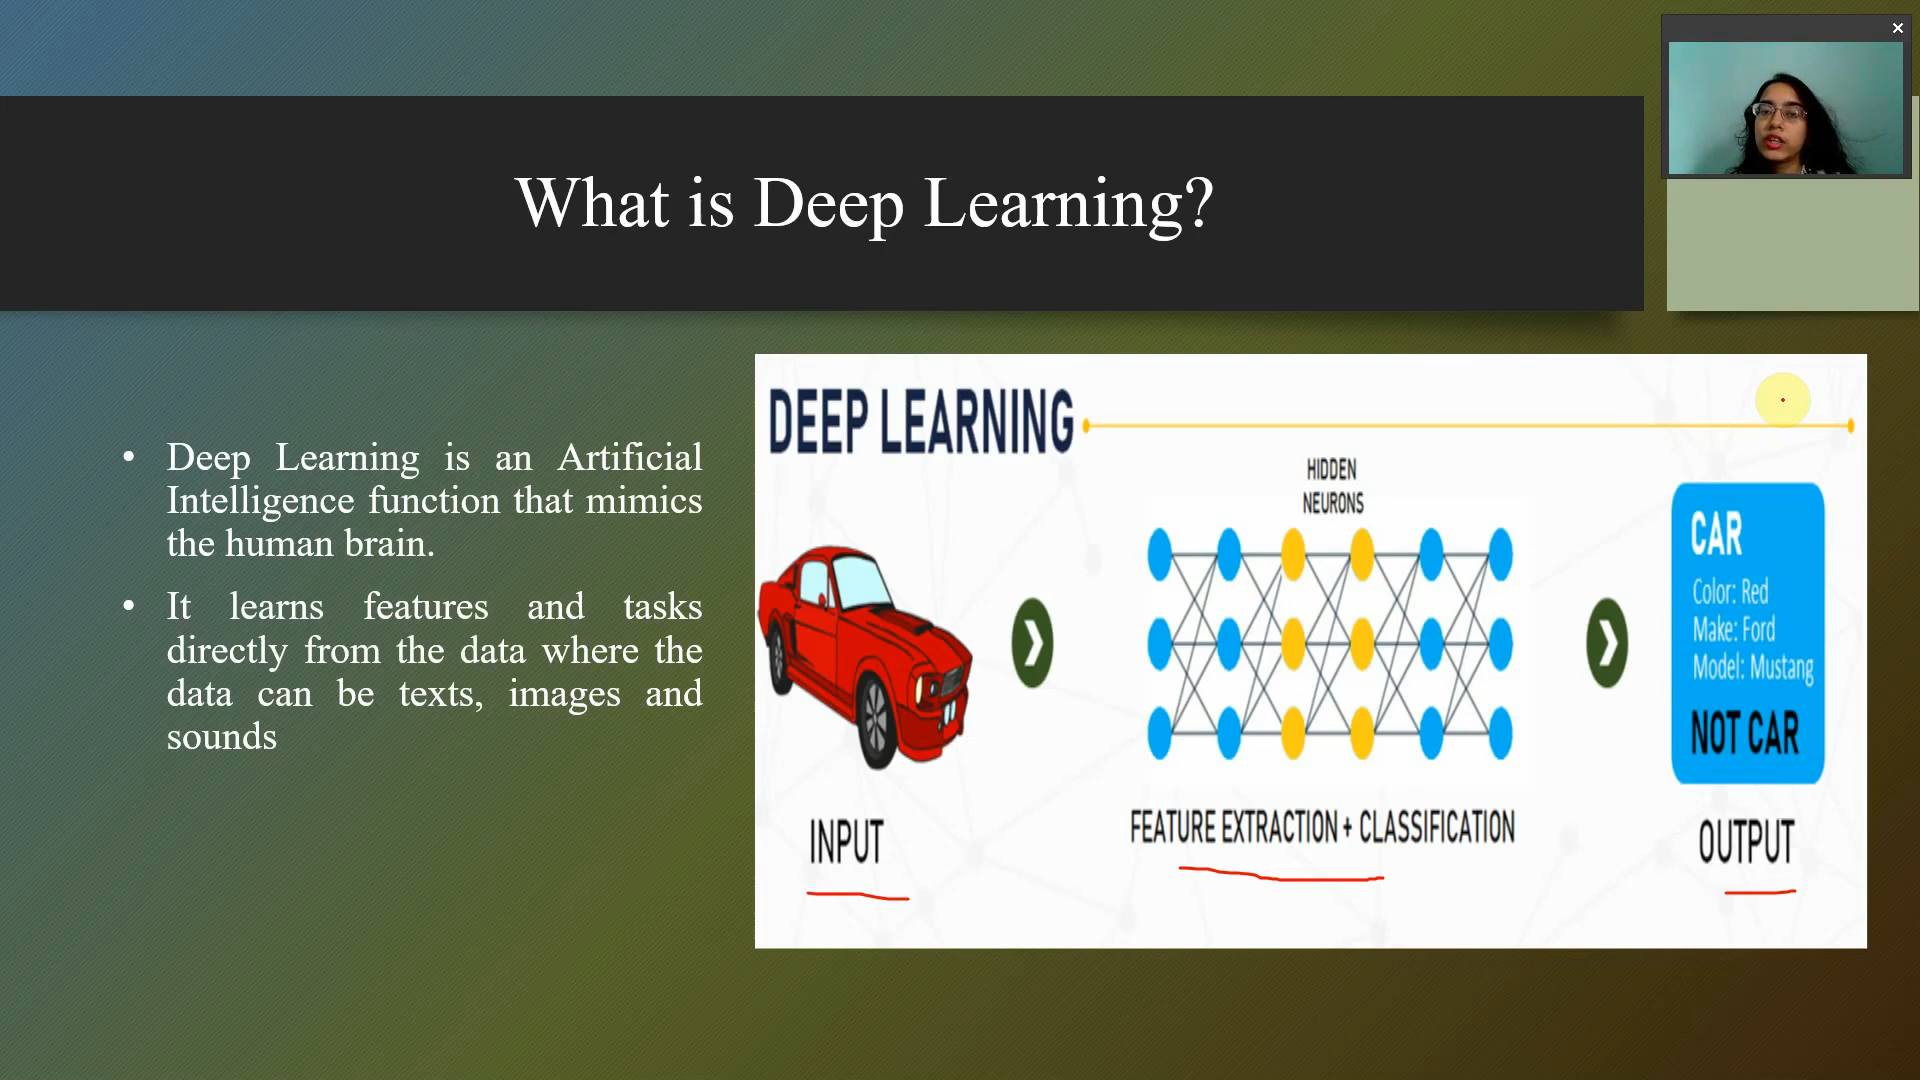 What is Deep Learning?
• Deep Learning is an Artificial
Intelligence function that mimics
the human brain.
• It learns features and tasks
directly from the data where the
data can be texts, images and
sounds
DEEP LEARNING
HIDDEN
NEURONS
CAR
Color: Red
Make: Ford
Model: Mustang
NOT CAR
INPUT
FEATURE EXTRACTION + CLASSIFICATION
OUTPUT